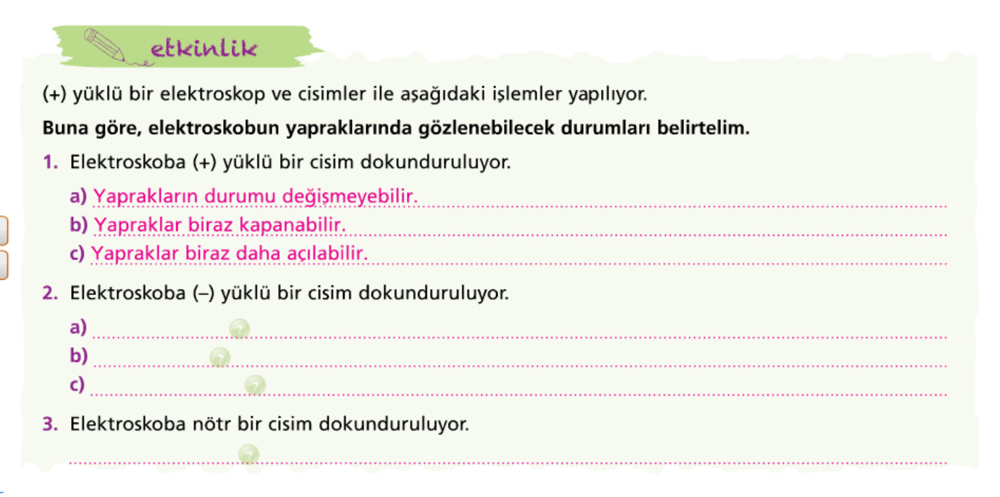 etkinlik
(+) yüklü bir elektroskop ve cisimler ile aşağıdaki işlemler yapılıyor.
Buna göre, elektroskobun yapraklarında gözlenebilecek durumları belirtelim.
1. Elektroskoba (+) yüklü bir cisim dokunduruluyor.
a) Yaprakların durumu değişmeyebilir.
b) Yapraklar biraz kapanabilir.
c) Yapraklar biraz daha açılabilir.
2. Elektroskoba (–) yüklü bir cisim dokunduruluyor.
a) ?
b) ?
c) ?
3. Elektroskoba nötr bir cisim dokunduruluyor.
?